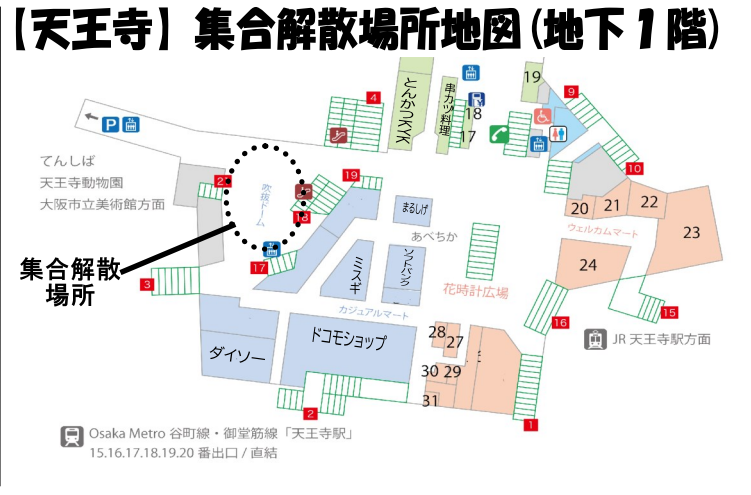 【天王寺】集合解散場所地図(地下１階)
19
9
4
とんかつKYK
串カツ料理
18
17
P
10
てんしば
天王寺動物園
大阪市立美術館方面
19
吹抜ドーム
18
まるしげ
あべちか
20
21
22
23
ウェルカムマート
24
集合解散
場所
17
3
ミスギ
ソフトバンク
花時計広場
カジュアルマート
15
16
JR 天王寺駅方面
ダイソー
ドコモショップ
28
27
30
29
31
2
1
Osaka Metro 谷町線・御堂筋線「天王寺駅」
15.16.17.18.19.20 番出口 / 直結